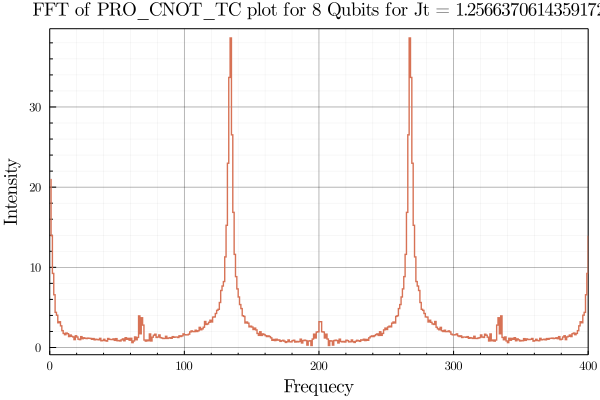 FFT of PRO_CNOT_TC plot for 8 Qubits for Jt = 1.2566370614359172
Intensity
30
20
10
0
0 100 200 300 400
Frequecy